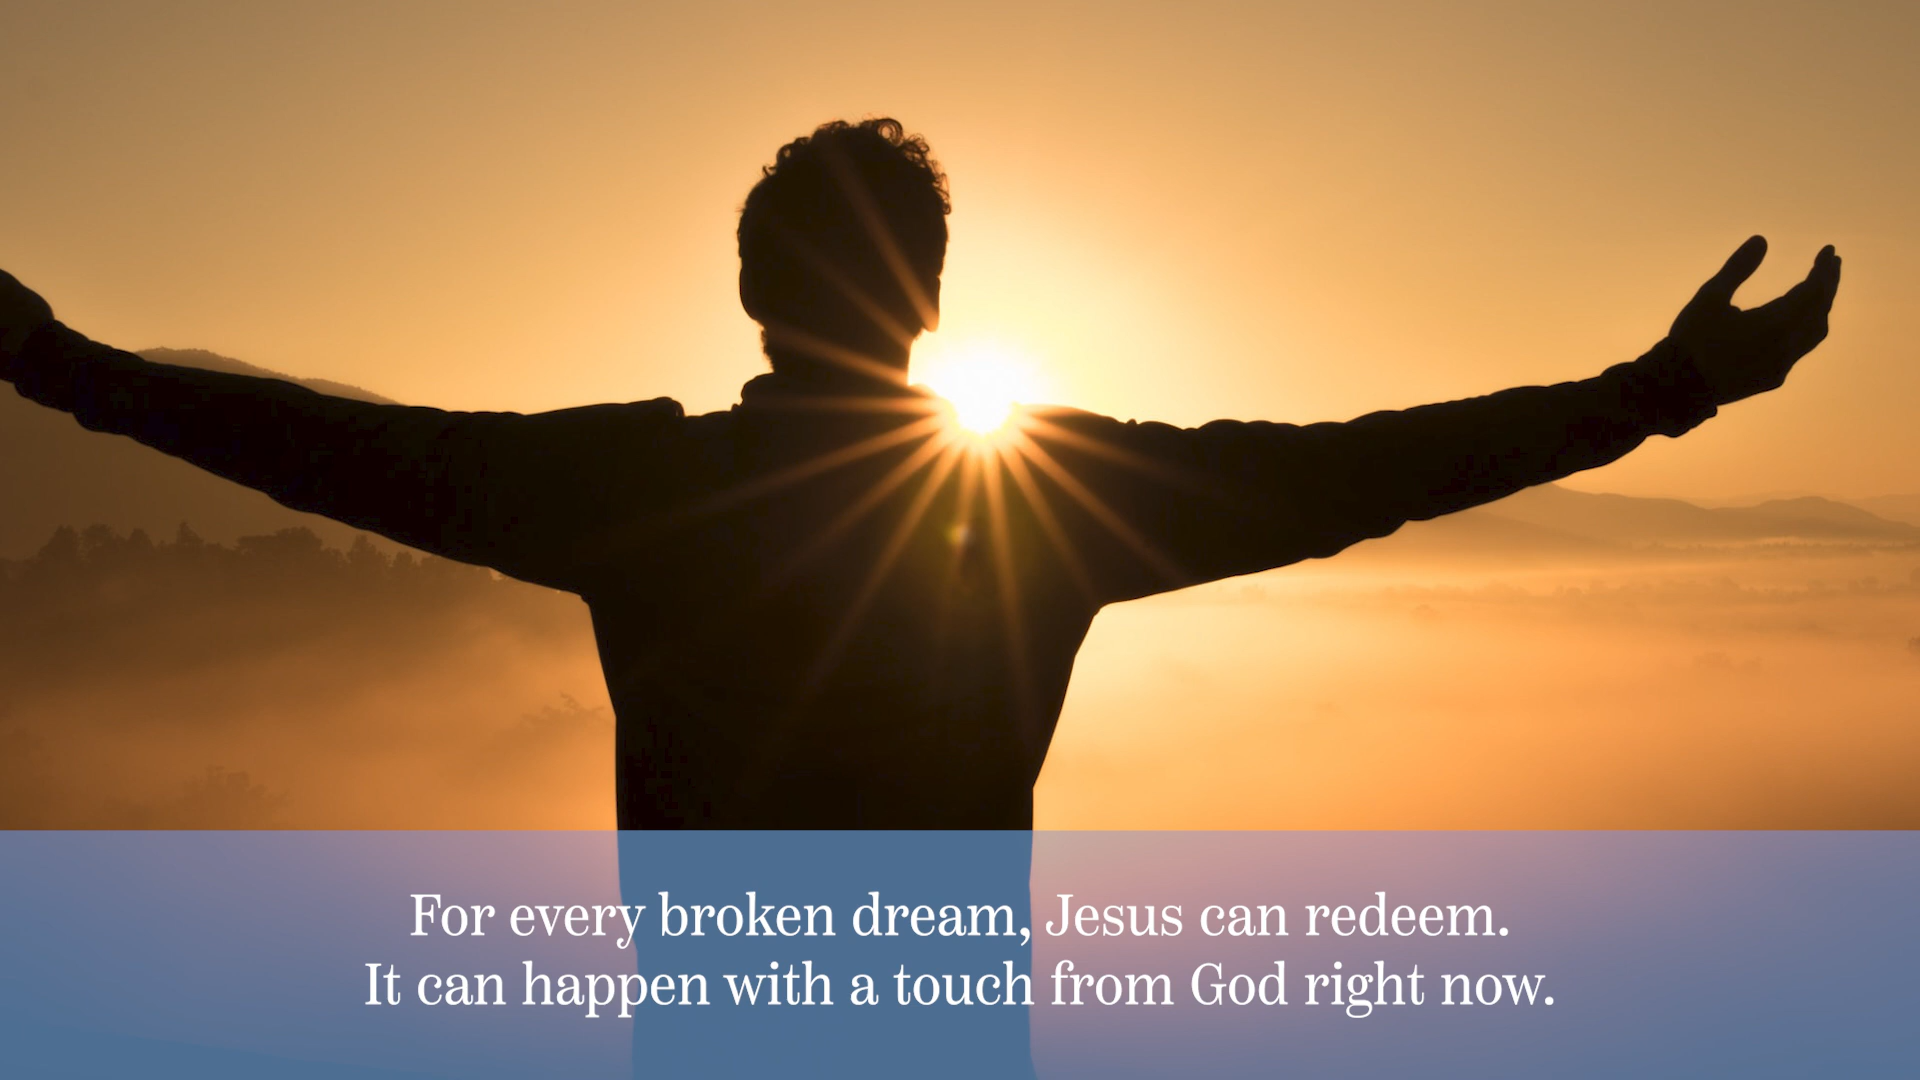 For every broken dream, Jesus can redeem.
It can happen with a touch from God right now.